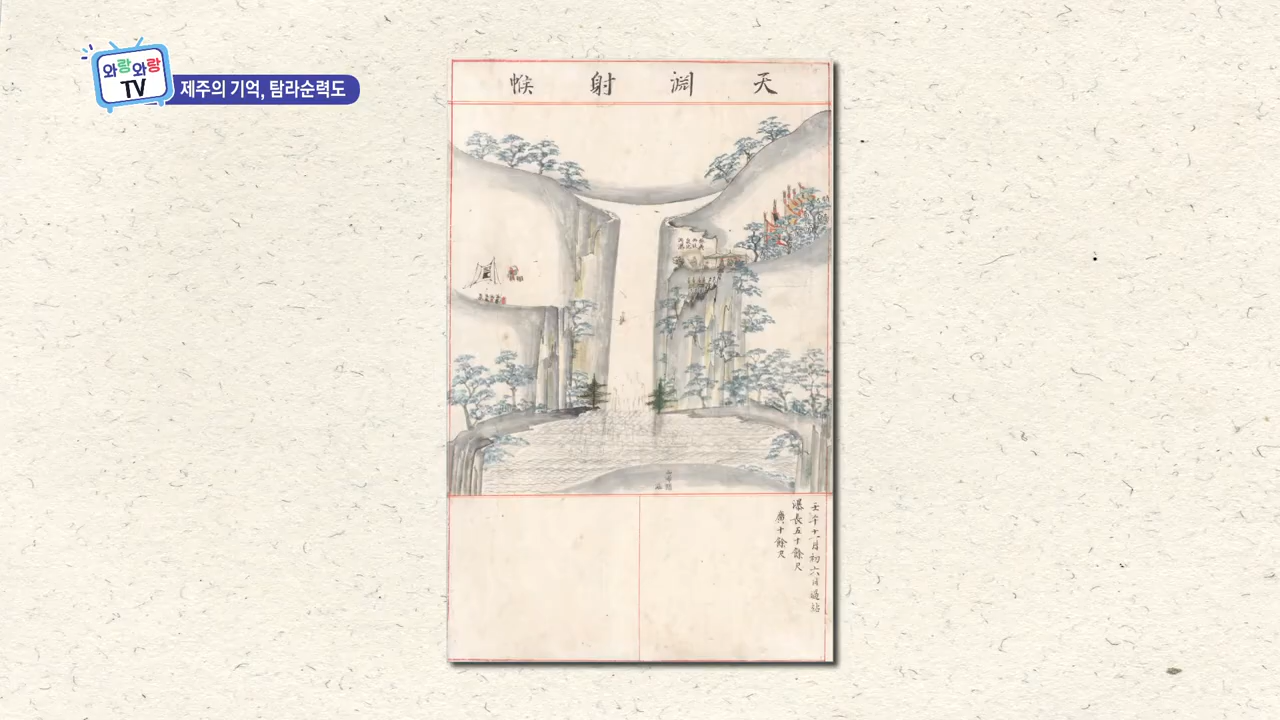 와랑와랑
TV
제주의 기억, 탐라순력도
天淵射帿
壬午十一月初六日過站
瀑長五十餘尺
廣十餘尺